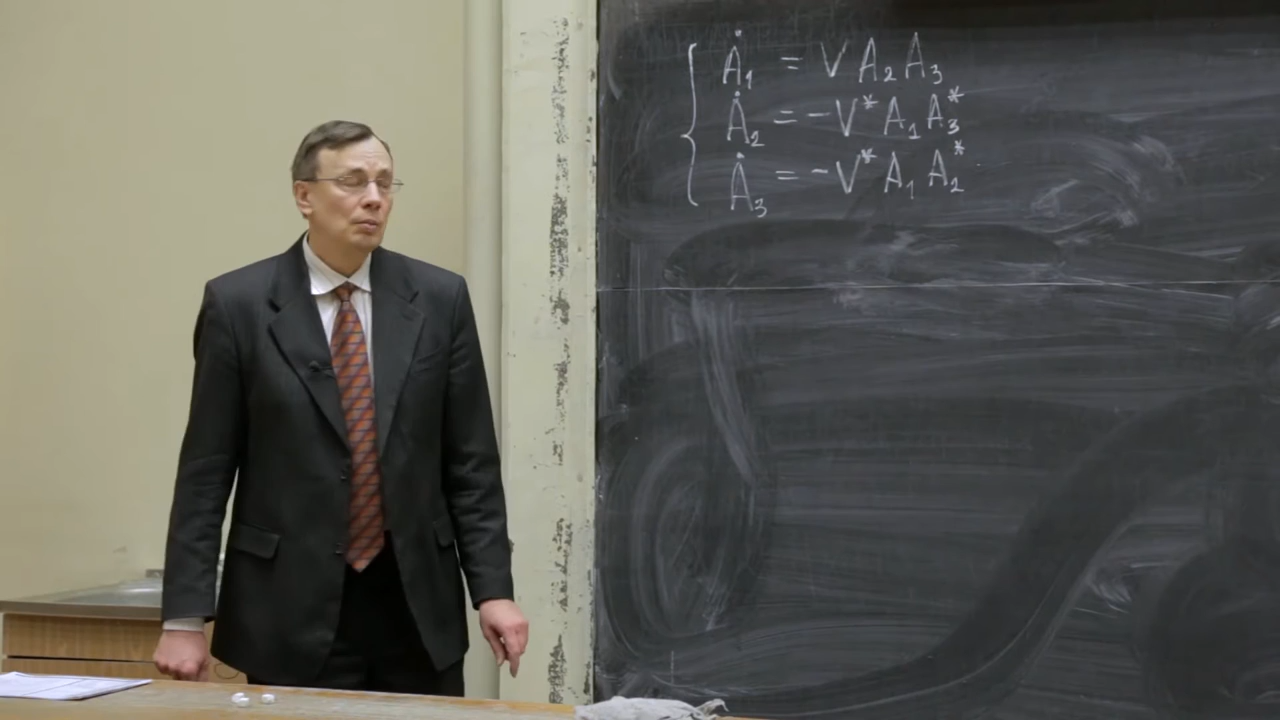 Ȧ₁ = V A₂ A₃
Ȧ₂ = - V* A₁ A₃*
Ȧ₃ = - V* A₁ A₂*